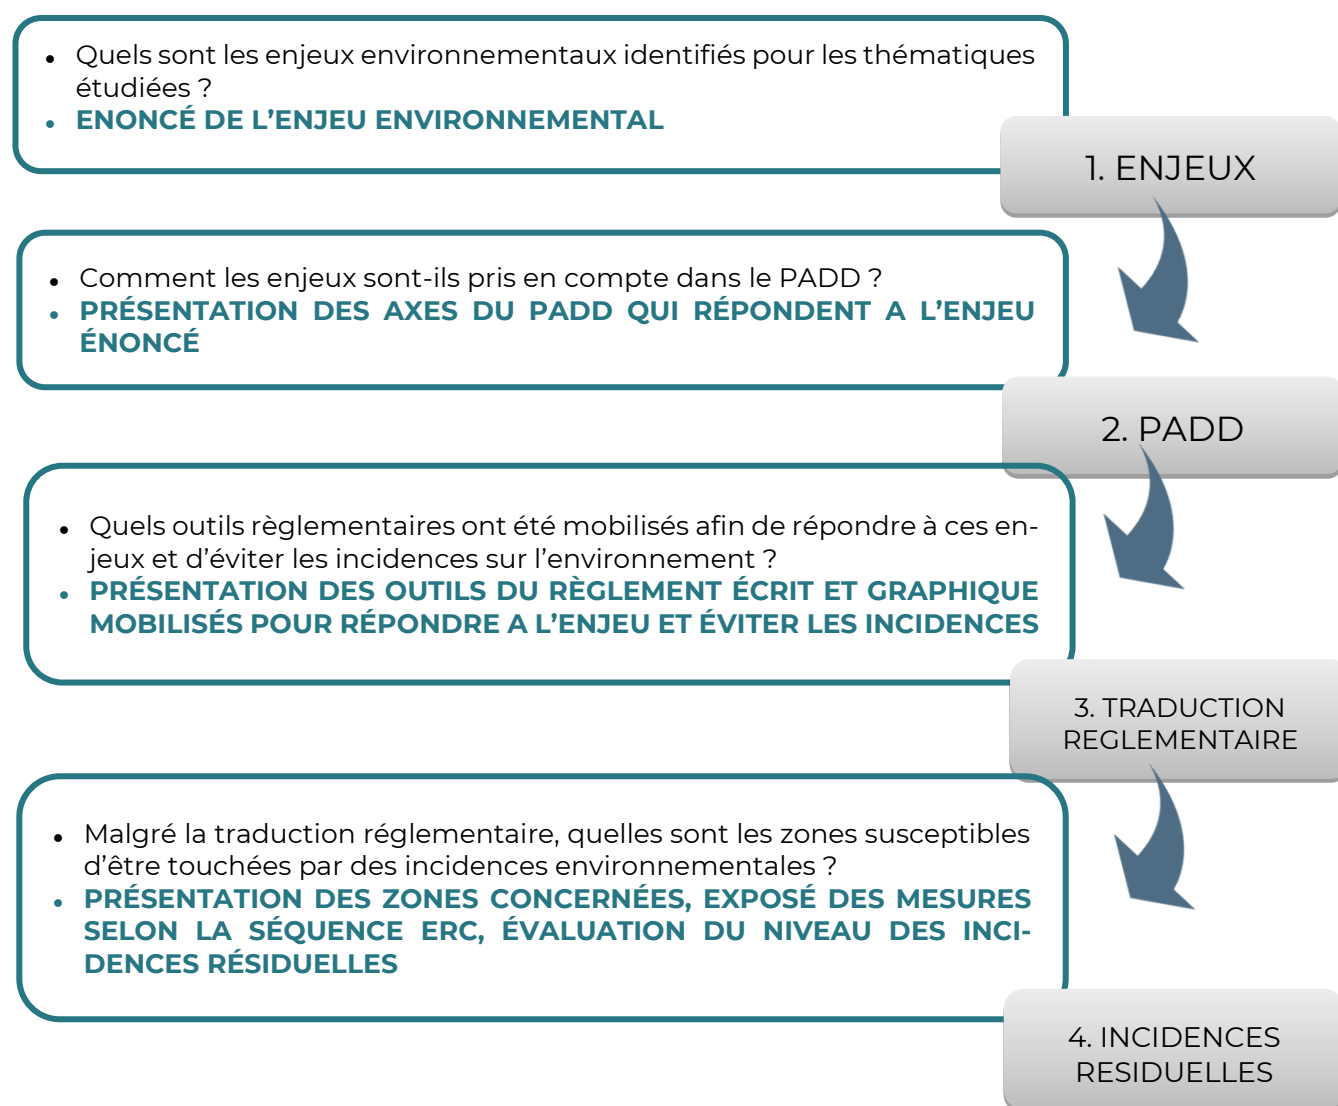 • Quels sont les enjeux environnementaux identifiés pour les thématiques
étudiées ?
• ENONCÉ DE L’ENJEU ENVIRONNEMENTAL
1. ENJEUX
• Comment les enjeux sont-ils pris en compte dans le PADD ?
• PRÉSENTATION DES AXES DU PADD QUI RÉPONDENT A L’ENJEU
ÉNONCÉ
2. PADD
• Quels outils règlementaires ont été mobilisés afin de répondre à ces en-
jeux et d’éviter les incidences sur l’environnement ?
• PRÉSENTATION DES OUTILS DU RÈGLEMENT ÉCRIT ET GRAPHIQUE
MOBILISÉS POUR RÉPONDRE A L’ENJEU ET ÉVITER LES INCIDENCES
3. TRADUCTION
REGLEMENTAIRE
• Malgré la traduction réglementaire, quelles sont les zones susceptibles
d’être touchées par des incidences environnementales ?
• PRÉSENTATION DES ZONES CONCERNÉES, EXPOSÉ DES MESURES
SELON LA SÉQUENCE ERC, ÉVALUATION DU NIVEAU DES INCI-
DENCES RÉSIDUELLES
4. INCIDENCES
RESIDUELLES